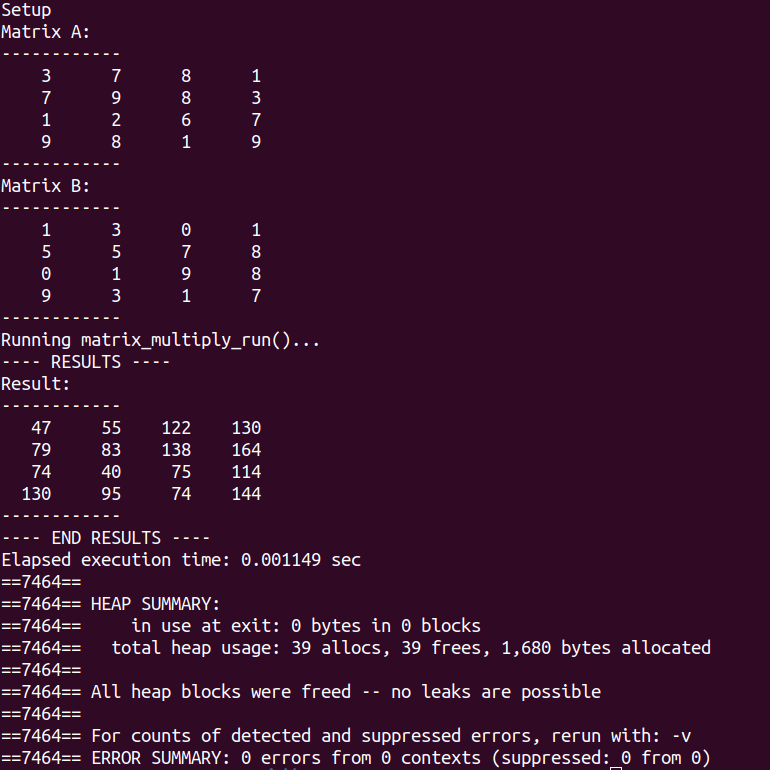 Setup
Matrix A:
------------
    3      7      8      1
    7      9      8      3
    1      2      6      7
    9      8      1      9
------------
Matrix B:
------------
    1      3      0      1
    5      5      7      8
    0      1      9      8
    9      3      1      7
------------
Running matrix_multiply_run()...
---- RESULTS ----
Result:
------------
   47     55    122    130
   79     83    138    164
   74     40     75    114
  130     95     74    144
------------
---- END RESULTS ----
Elapsed execution time: 0.001149 sec
==7464==
==7464== HEAP SUMMARY:
==7464==     in use at exit: 0 bytes in 0 blocks
==7464==   total heap usage: 39 allocs, 39 frees, 1,680 bytes allocated
==7464==
==7464== All heap blocks were freed -- no leaks are possible
==7464==
==7464== For counts of detected and suppressed errors, rerun with: -v
==7464== ERROR SUMMARY: 0 errors from 0 contexts (suppressed: 0 from 0)